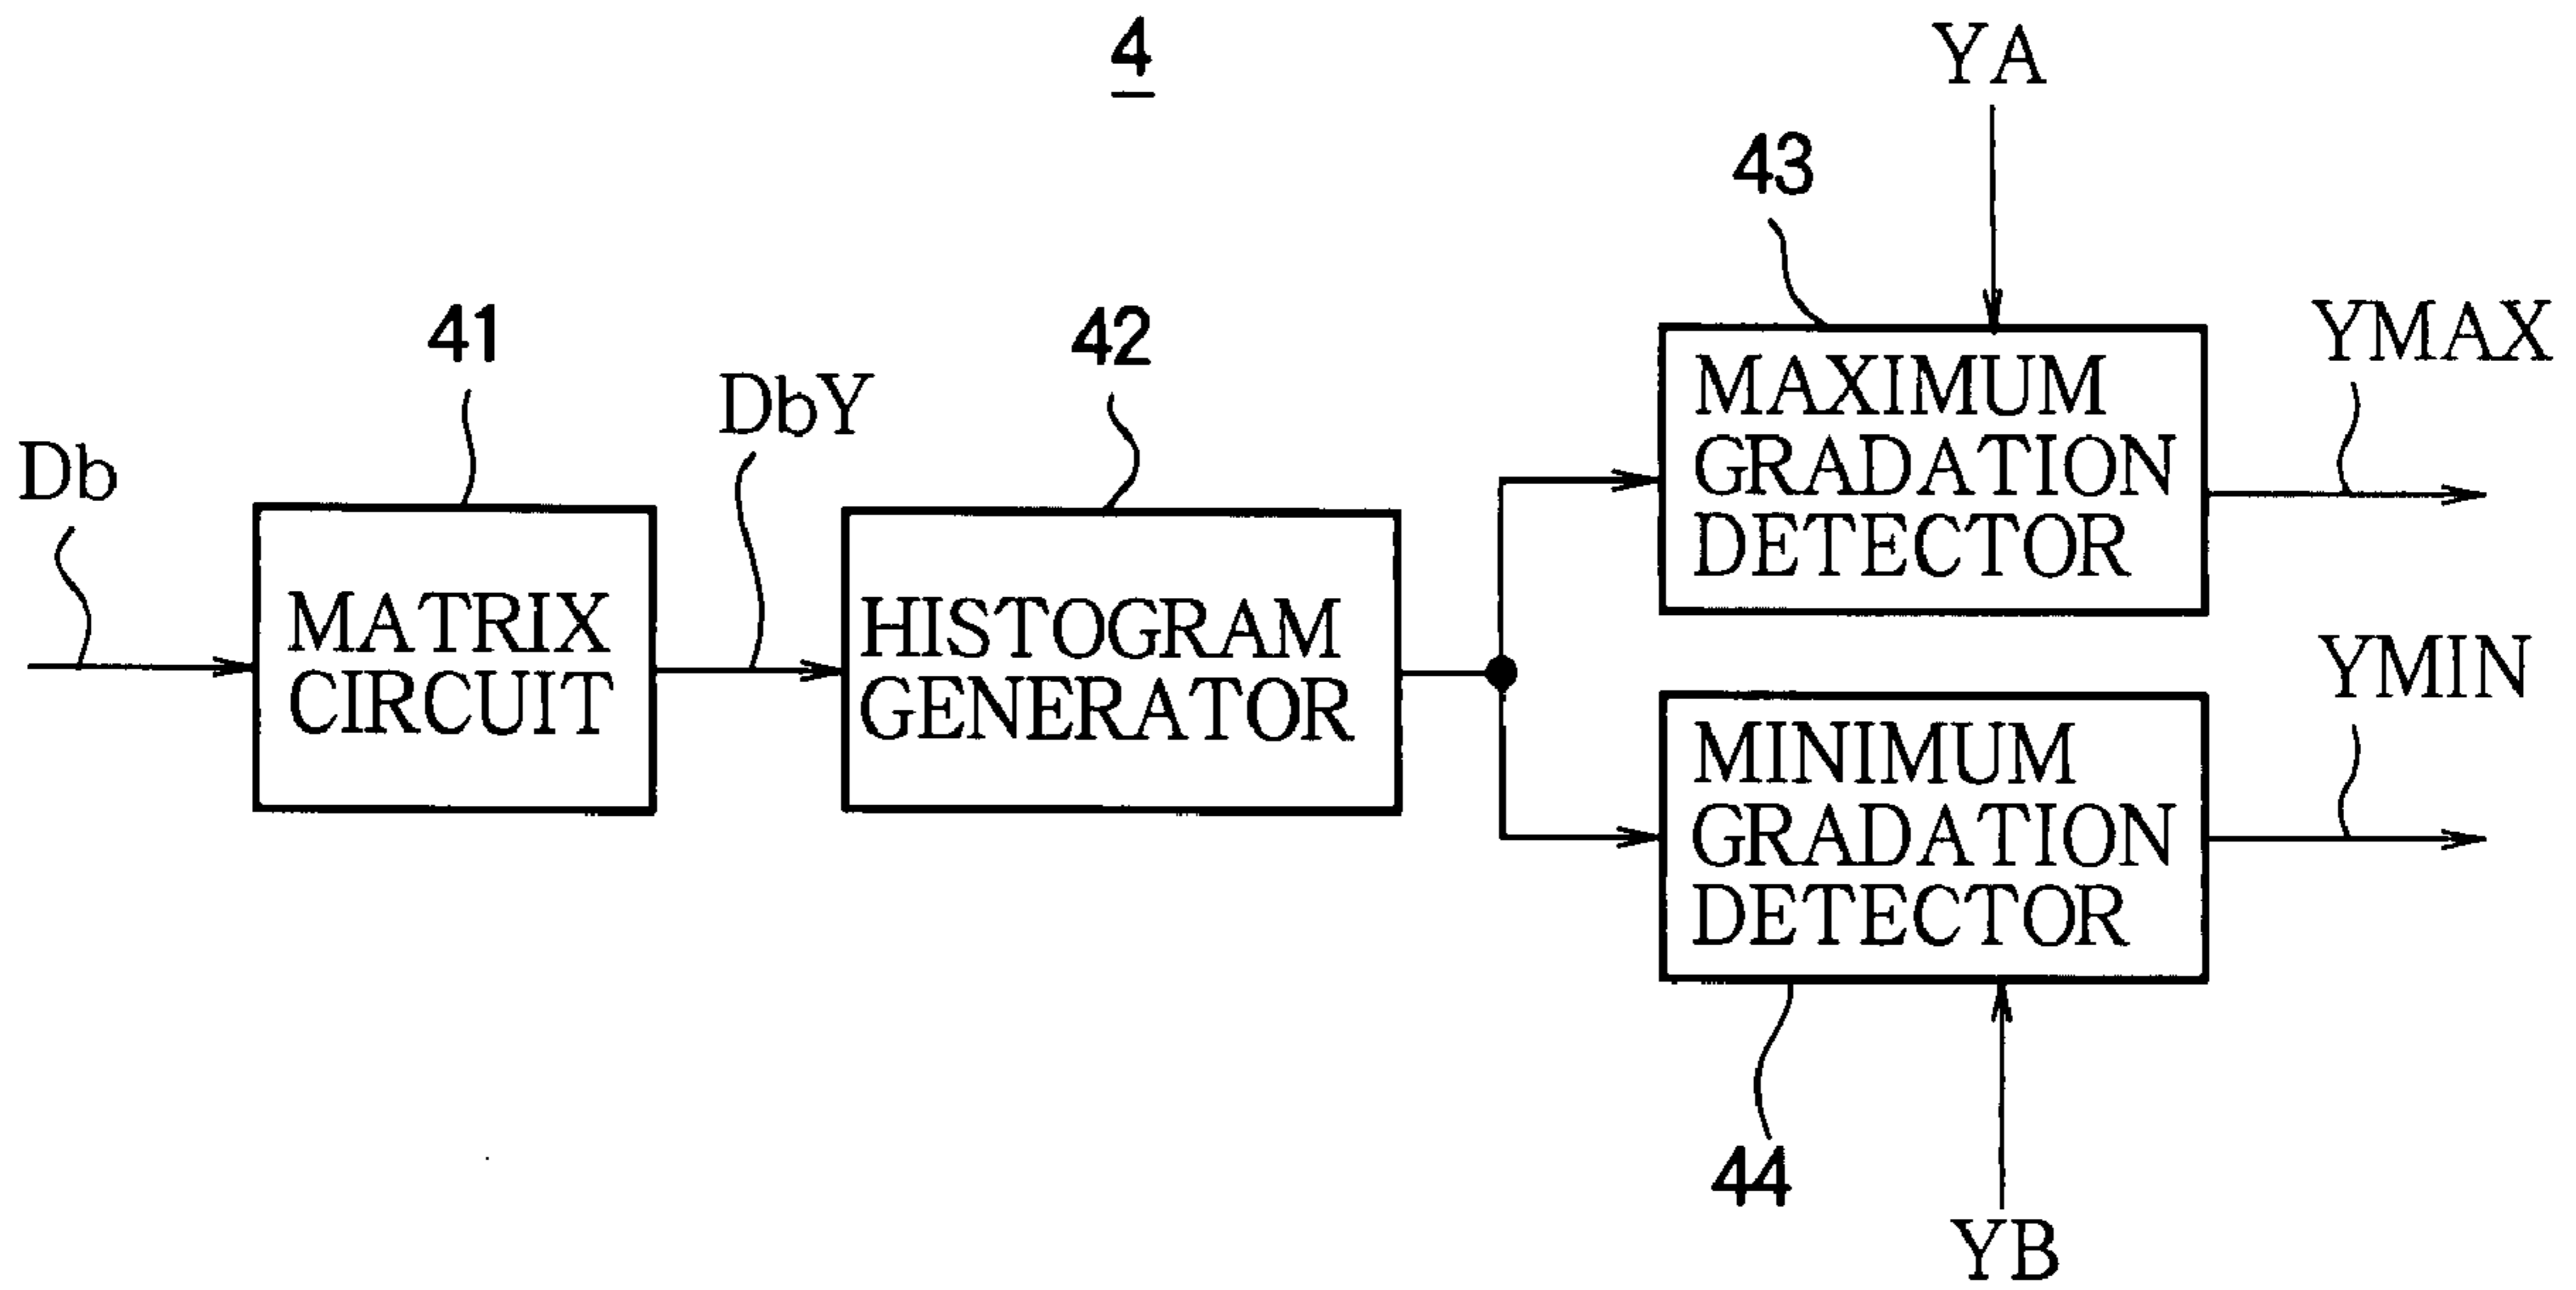 4
YA
43
41
42
YMAX
DbY
Db
MAXIMUM
GRADATION
DETECTOR
MATRIX
CIRCUIT
HISTOGRAM
GENERATOR
YMIN
MINIMUM
GRADATION
DETECTOR
44
YB